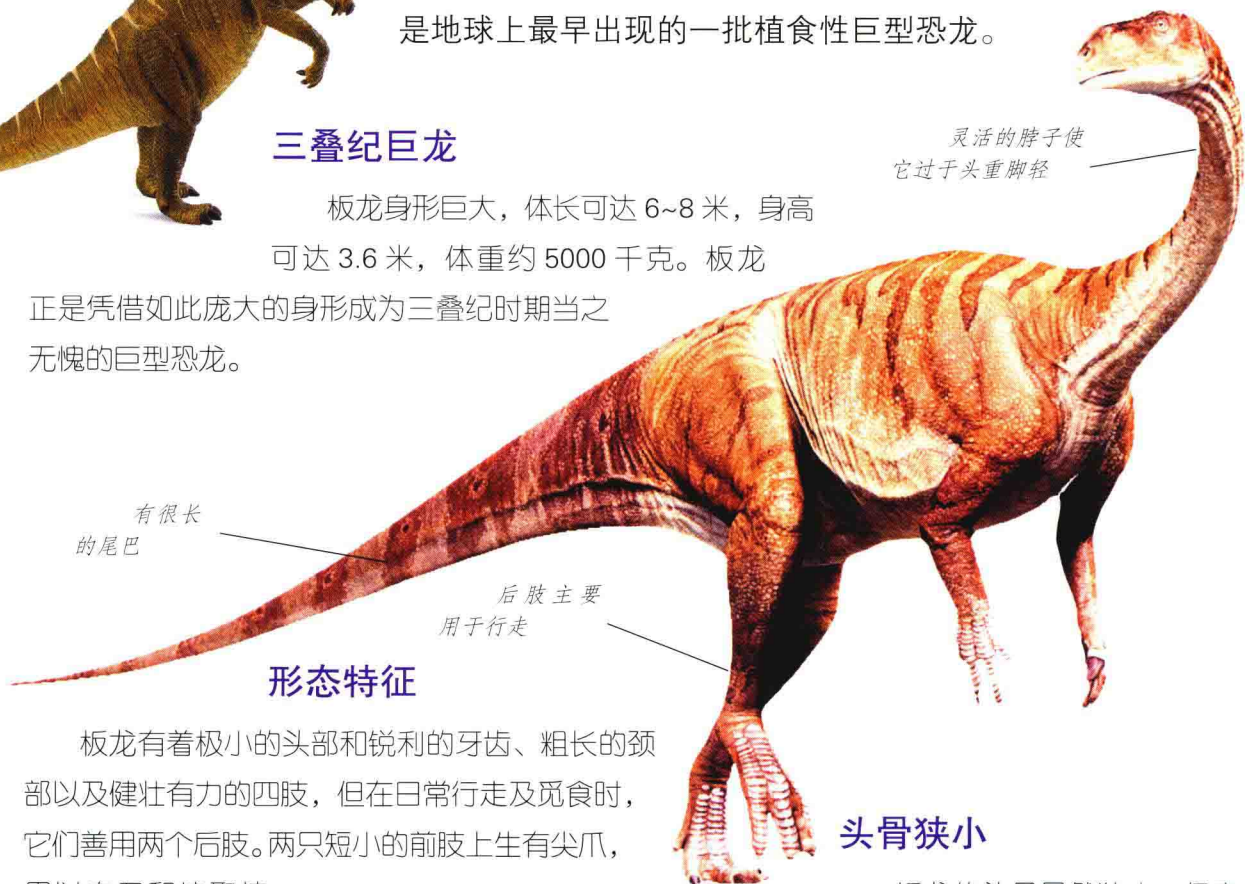 是地球上最早出现的一批植食性巨型恐龙。
三叠纪巨龙
板龙身形巨大，体长可达 6~8 米，身高
可达 3.6 米，体重约 5000 千克。板龙
正是凭借如此庞大的身形成为三叠纪时期当之
无愧的巨型恐龙。
灵活的脖子使
它过于头重脚轻
有很长
的尾巴
后肢主要
用于行走
形态特征
板龙有着极小的头部和锐利的牙齿、粗长的颈
部以及健壮有力的四肢，但在日常行走及觅食时，
它们善用两个后肢。两只短小的前肢上生有尖爪，
头骨狭小